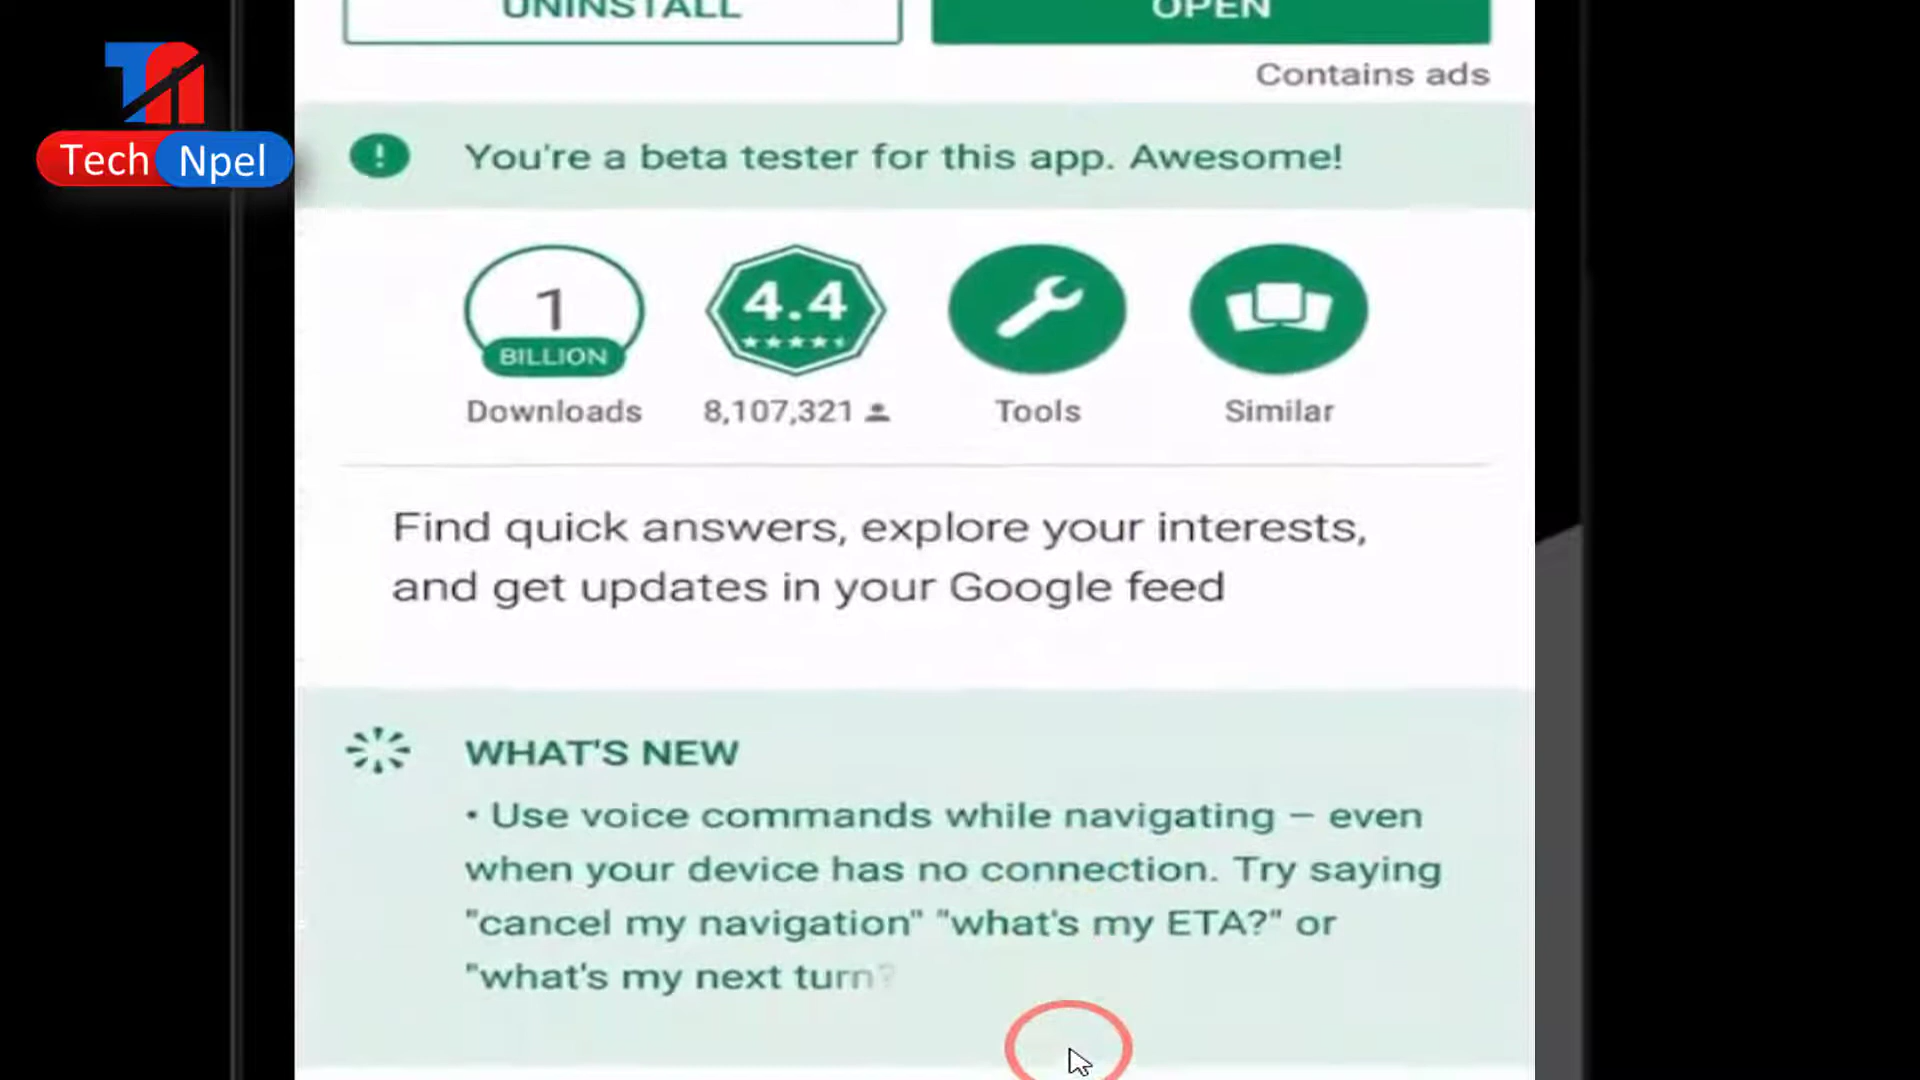 UNINSTALL
OPEN
Contains ads
Tech Npel
You're a beta tester for this app. Awesome!
1
BILLION
4.4
Downloads
8,107,321
Tools
Similar
Find quick answers, explore your interests,
and get updates in your Google feed
WHAT'S NEW
• Use voice commands while navigating – even
when your device has no connection. Try saying
"cancel my navigation" "what's my ETA?" or
"what's my next turn?